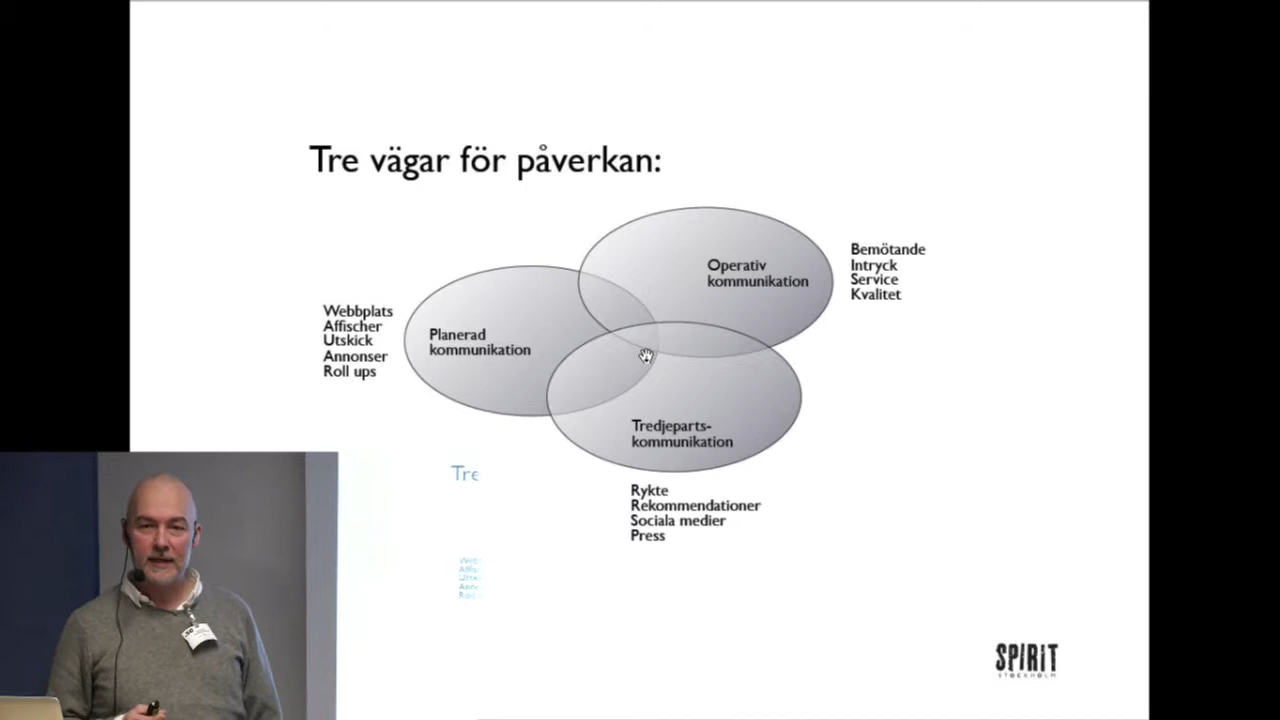 Tre vägar för påverkan:
Operativ
kommunikation
Bemötande
Intryck
Service
Kvalitet
Webbplats
Affischer
Utskick
Annonser
Roll ups
Planerad
kommunikation
Tredjeparts-
kommunikation
Tre
Rykte
Rekommendationer
Sociala medier
Press
SPIRIT
STOCKHOLM